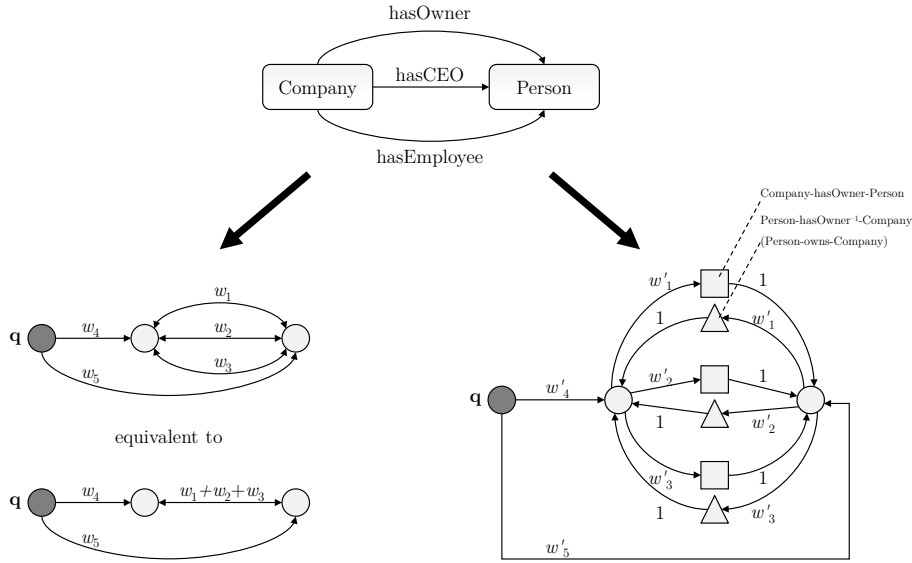 hasOwner
Company
hasCEO
Person
hasEmployee
Company-hasOwner-Person
Person-hasOwner⁻¹-Company
(Person-owns-Company)
w₁
q
w₄
w₂
w₃
w₅
equivalent to
q
w₄
w₁+w₂+w₃
w₅
w'₁
1
1
w'₁
q
w'₄
w'₂
1
1
w'₂
w'₃
1
1
w'₃
w'₅